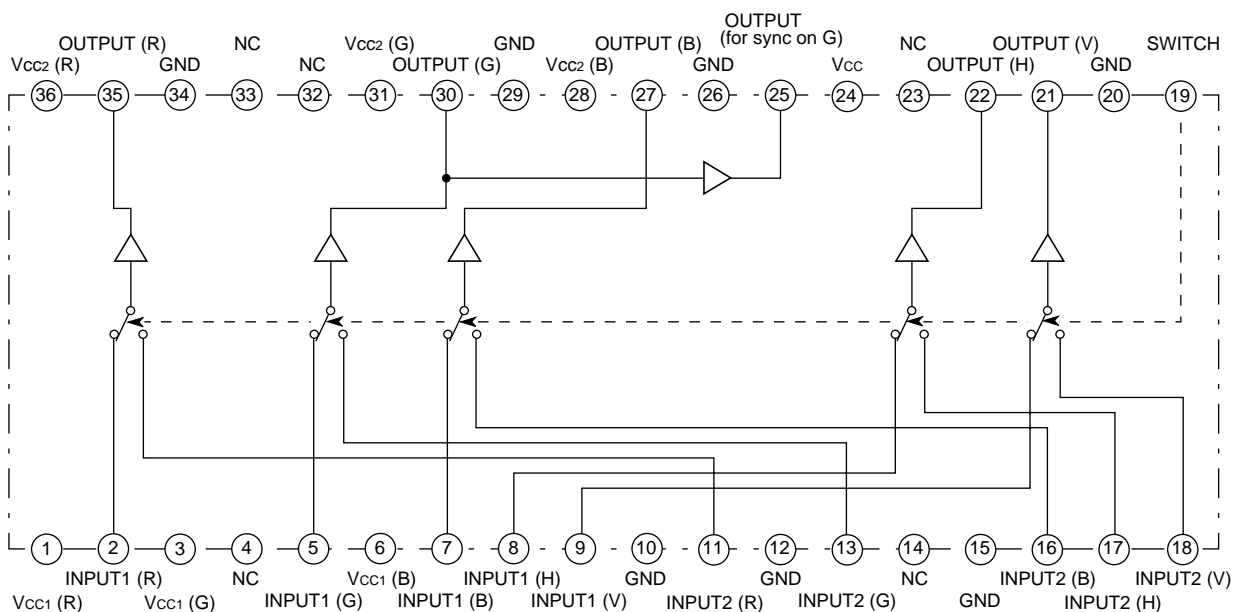 OUTPUT (R) NC Vcc2 (G) GND OUTPUT (B) OUTPUT (for sync on G) NC OUTPUT (V) SWITCH
Vcc2 (R) GND NC OUTPUT (G) Vcc2 (B) GND Vcc OUTPUT (H) GND
36 35 34 33 32 31 30 29 28 27 26 25 24 23 22 21 20 19
1 2 3 4 5 6 7 8 9 10 11 12 13 14 15 16 17 18
INPUT1 (R) NC Vcc1 (B) INPUT1 (H) GND GND NC INPUT2 (B) INPUT2 (V)
Vcc1 (R) Vcc1 (G) INPUT1 (G) INPUT1 (B) INPUT1 (V) INPUT2 (R) INPUT2 (G) GND INPUT2 (H)